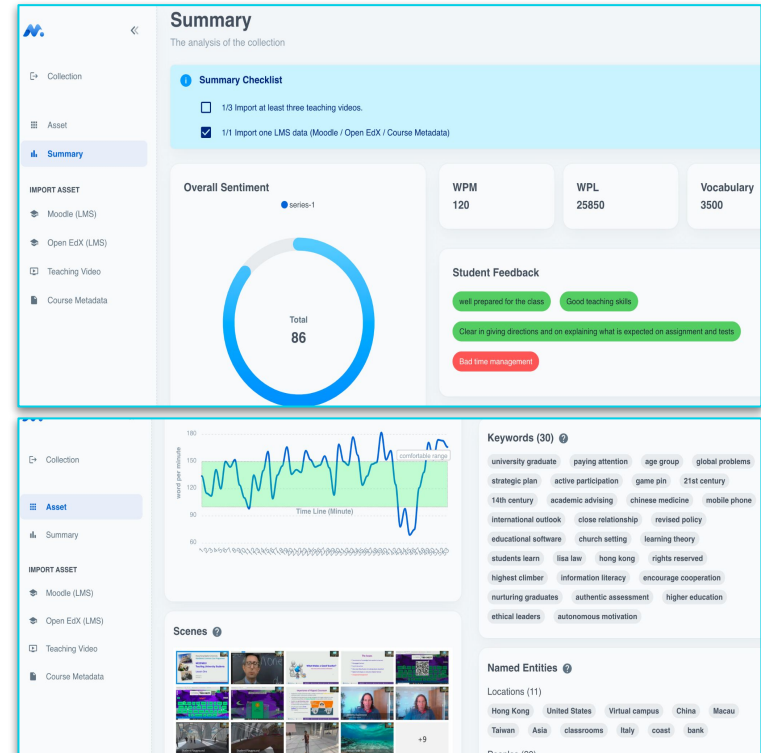 Summary
The analysis of the collection
Collection
Asset
Summary
IMPORT ASSET
Moodle (LMS)
Open EdX (LMS)
Teaching Video
Course Metadata
Summary Checklist
1/3 Import at least three teaching videos.
1/1 Import one LMS data (Moodle / Open EdX / Course Metadata)
Overall Sentiment
series-1
Total
86
WPM
120
WPL
25850
Vocabulary
3500
Student Feedback
well prepared for the class Good teaching skills
Clear in giving directions and on explaining what is expected on assignment and tests
Bad time management
Collection
Asset
Summary
IMPORT ASSET
Moodle (LMS)
Open EdX (LMS)
Teaching Video
Course Metadata
180
150
120
90
60
word per minute
comfortable range
Time Line (Minute)
Scenes
+9
Keywords (30)
university graduate paying attention age group global problems
strategic plan active participation game pin 21st century
14th century academic advising chinese medicine mobile phone
international outlook close relationship revised policy
educational software church setting learning theory
students learn lisa law hong kong rights reserved
highest climber information literacy encourage cooperation
nurturing graduates authentic assessment higher education
ethical leaders autonomous motivation
Named Entities
Locations (11)
Hong Kong United States Virtual campus China Macau
Taiwan Asia classrooms Italy coast bank